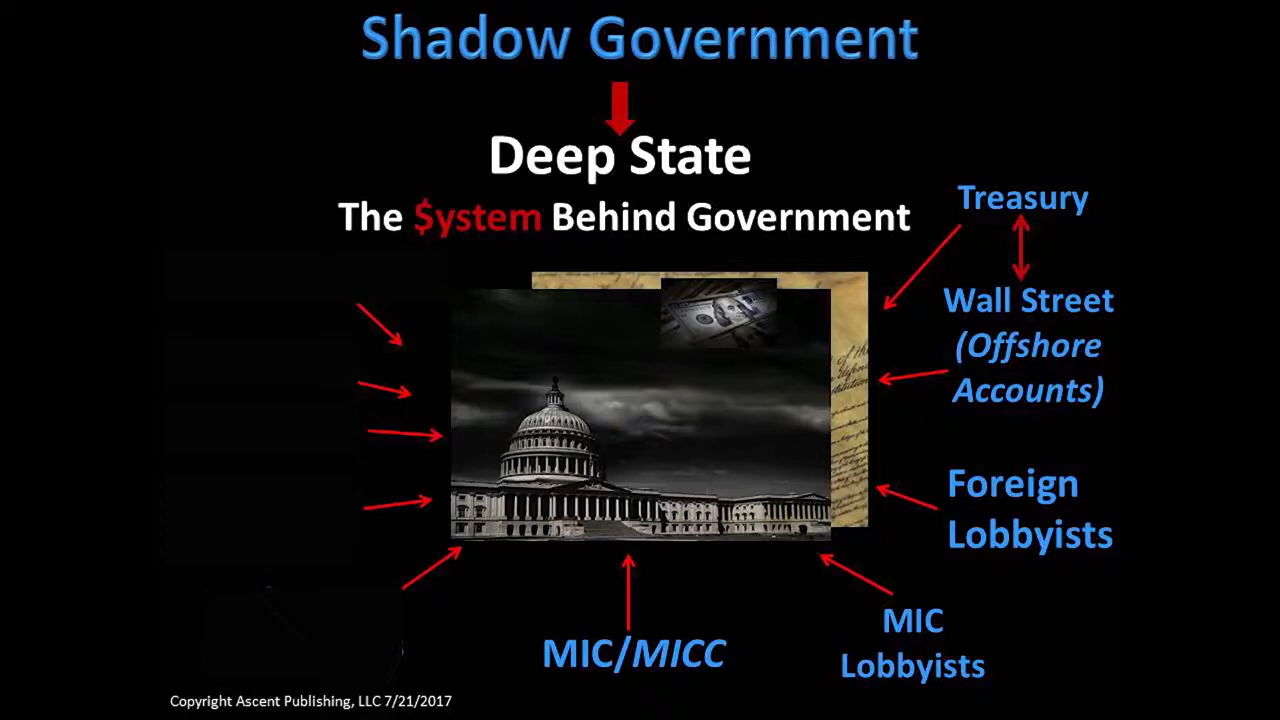 Shadow Government
Deep State
The $ystem Behind Government
Treasury
Wall Street
(Offshore
Accounts)
Foreign
Lobbyists
MIC
Lobbyists
MIC/MICC
Copyright Ascent Publishing, LLC 7/21/2017